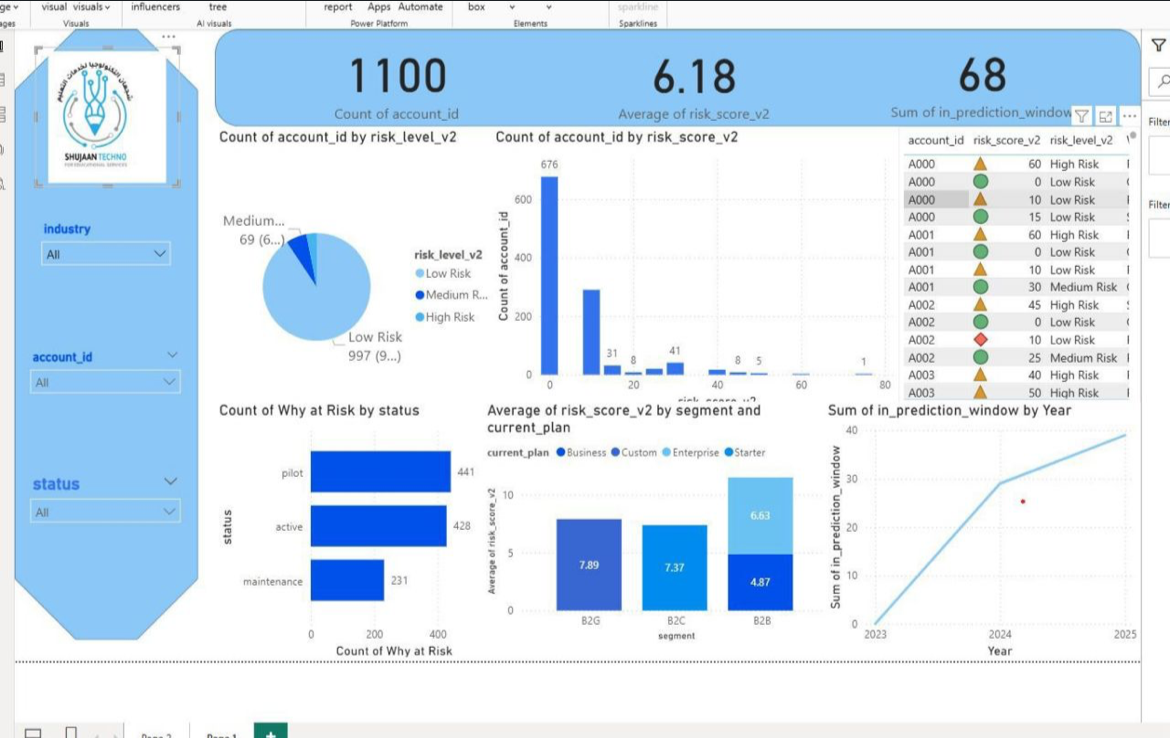 visual visuals influencers tree report Apps Automate box sparkline
Visuals AI visuals Power Platform Elements Sparklines
شجعان التكنولوجيا لخدمات التعليم
SHUJAAN TECHNO
FOR EDUCATIONAL SERVICES
industry
All
account_id
All
status
All
1100
Count of account_id
6.18
Average of risk_score_v2
68
Sum of in_prediction_window
Count of account_id by risk_level_v2
Medium...
69 (6...)
Low Risk
997 (9...)
risk_level_v2
Low Risk
Medium R...
High Risk
Count of account_id by risk_score_v2
Count of account_id
600
400
200
0
676
31
8
41
8
5
1
0 20 40 60 80
account_id risk_score_v2 risk_level_v2
A000 60 High Risk
A000 0 Low Risk
A000 10 Low Risk
A000 15 Low Risk
A001 60 High Risk
A001 0 Low Risk
A001 10 Low Risk
A001 30 Medium Risk
A002 45 High Risk
A002 0 Low Risk
A002 10 Low Risk
A002 25 Medium Risk
A003 40 High Risk
A003 50 High Risk
Count of Why at Risk by status
status
pilot 441
active 428
maintenance 231
0 200 400
Count of Why at Risk
Average of risk_score_v2 by segment and
current_plan
current_plan Business Custom Enterprise Starter
Average of risk_score_v2
10
5
0
7.89
7.37
6.63
4.87
B2G B2C B2B
segment
Sum of in_prediction_window by Year
Sum of in_prediction_window
40
30
20
10
0
2023 2024 2025
Year
Filter
Filter